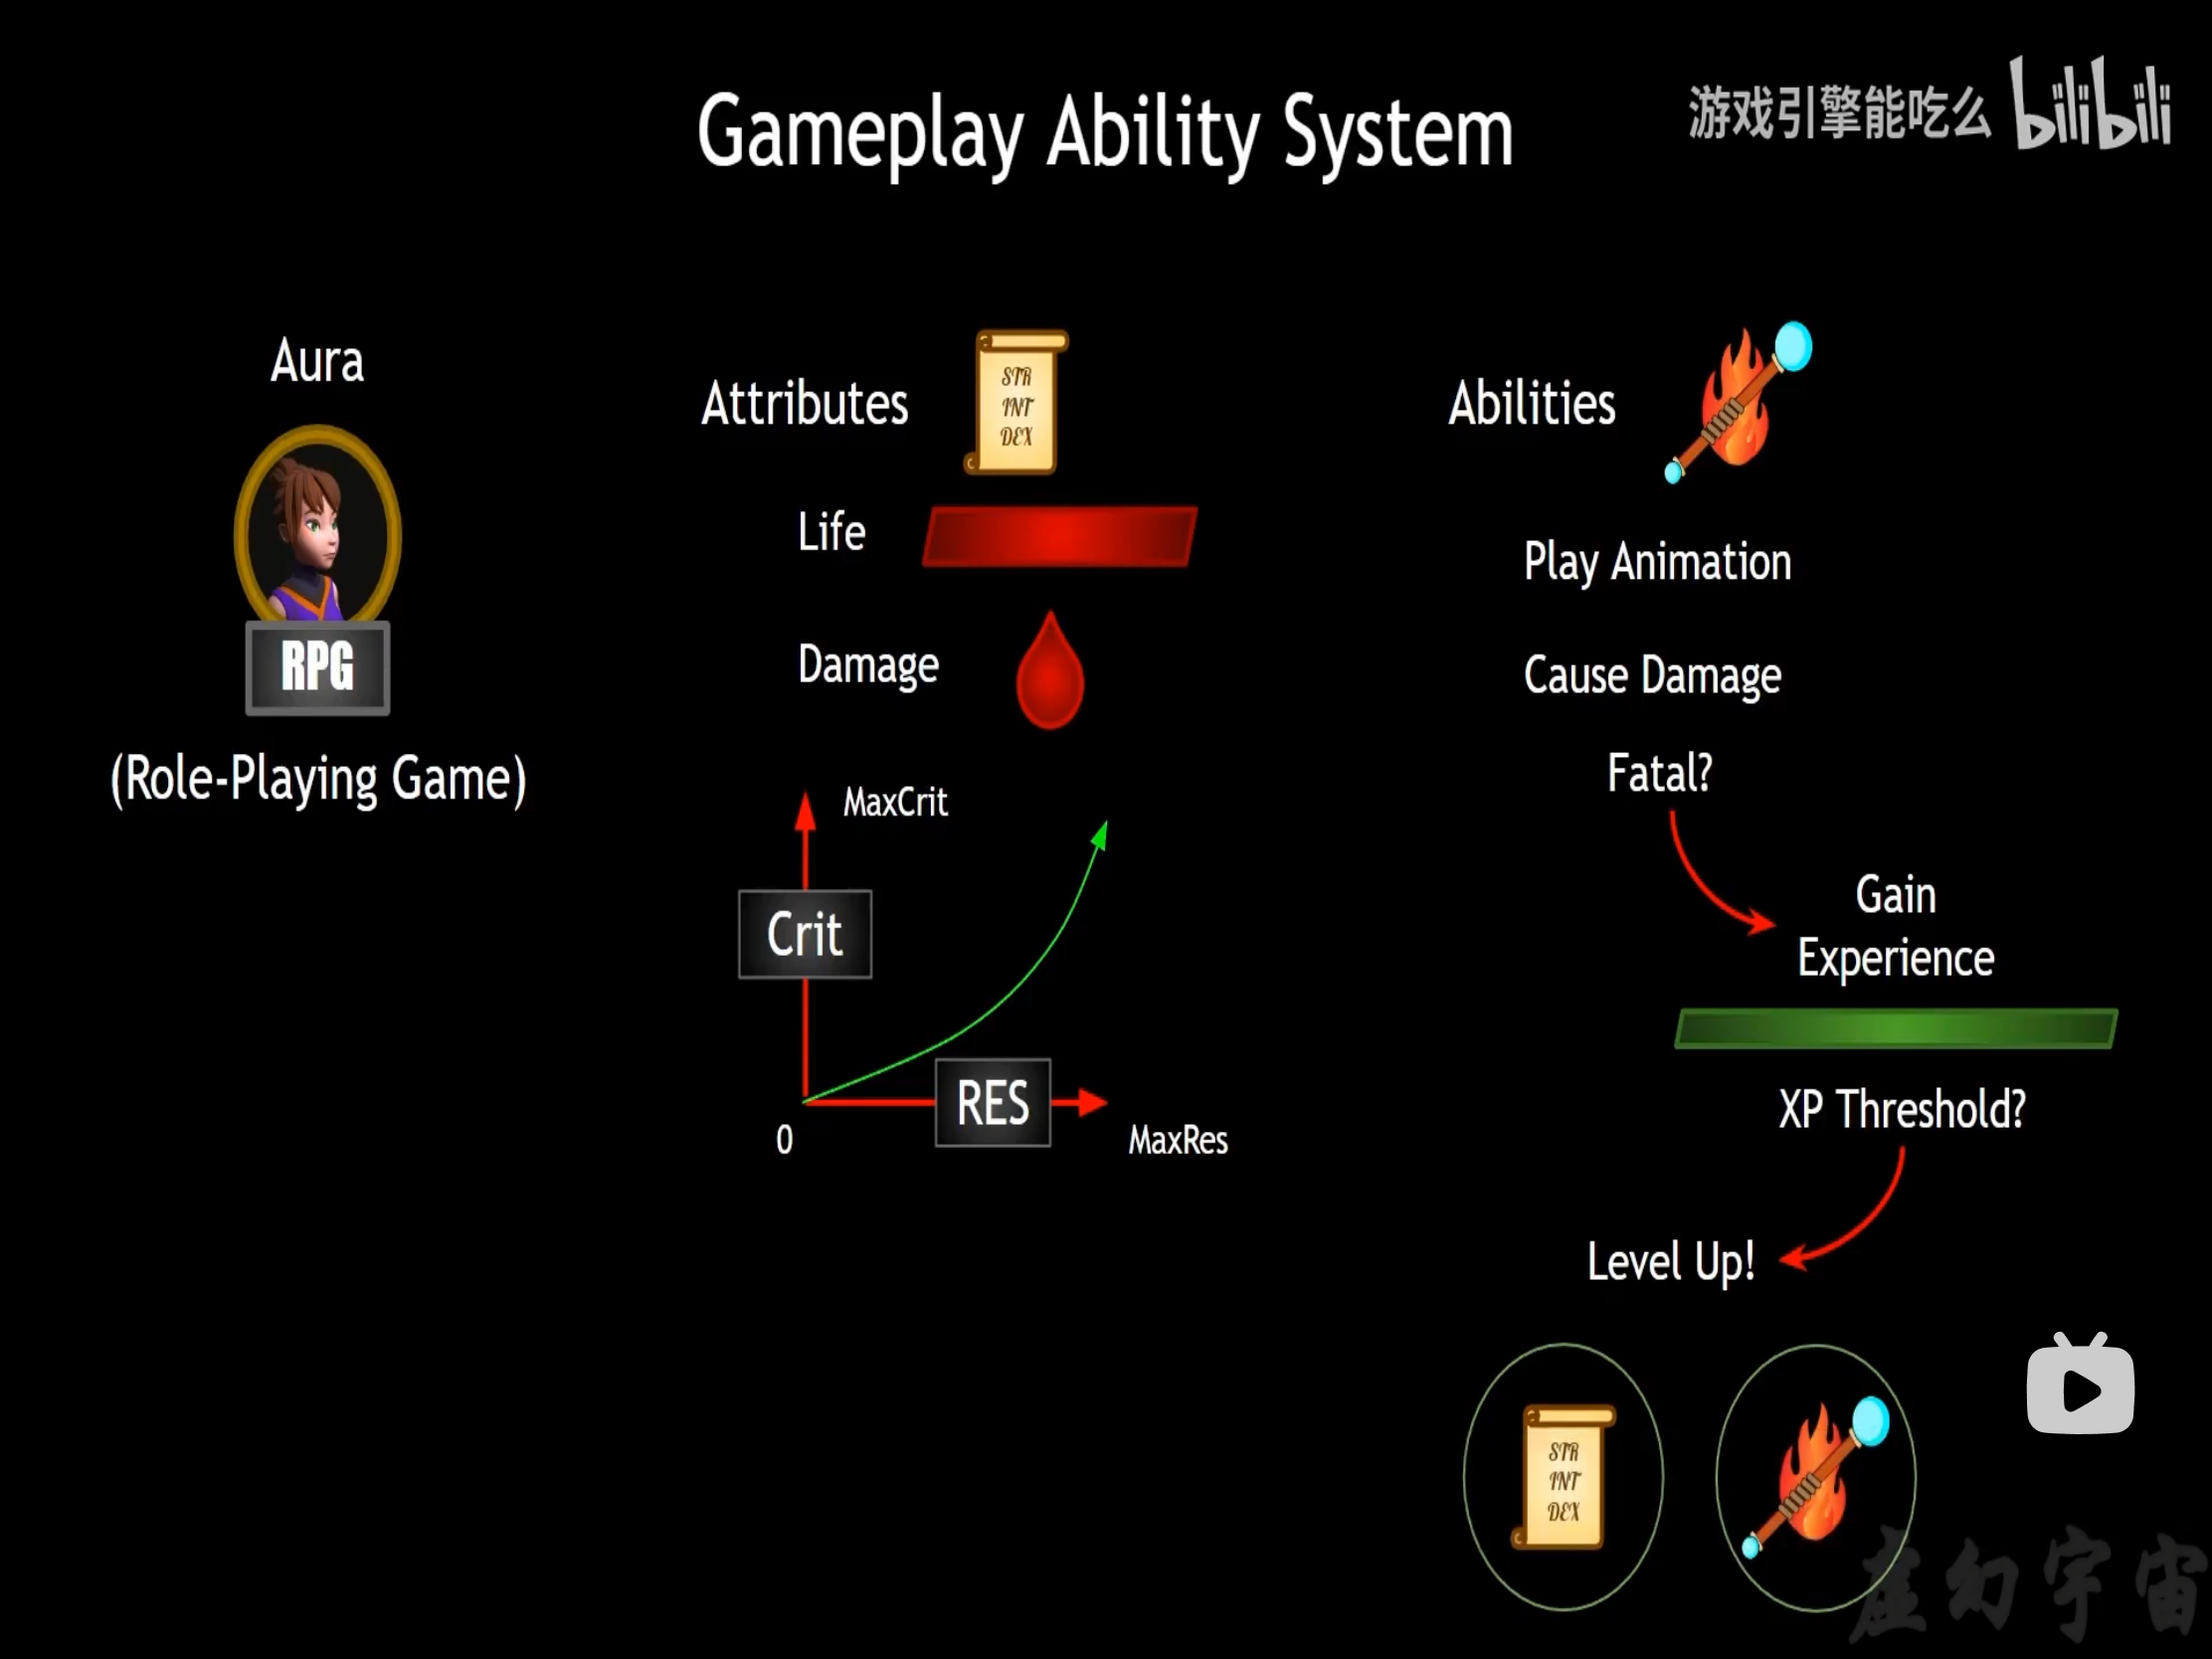 Gameplay Ability System
游戏引擎能吃么 bilibili
Aura
RPG
(Role-Playing Game)
Attributes
STR
INT
DEX
Life
Damage
MaxCrit
Crit
RES
0
MaxRes
Abilities
Play Animation
Cause Damage
Fatal?
Gain
Experience
XP Threshold?
Level Up!
STR
INT
DEX
虚幻宇宙